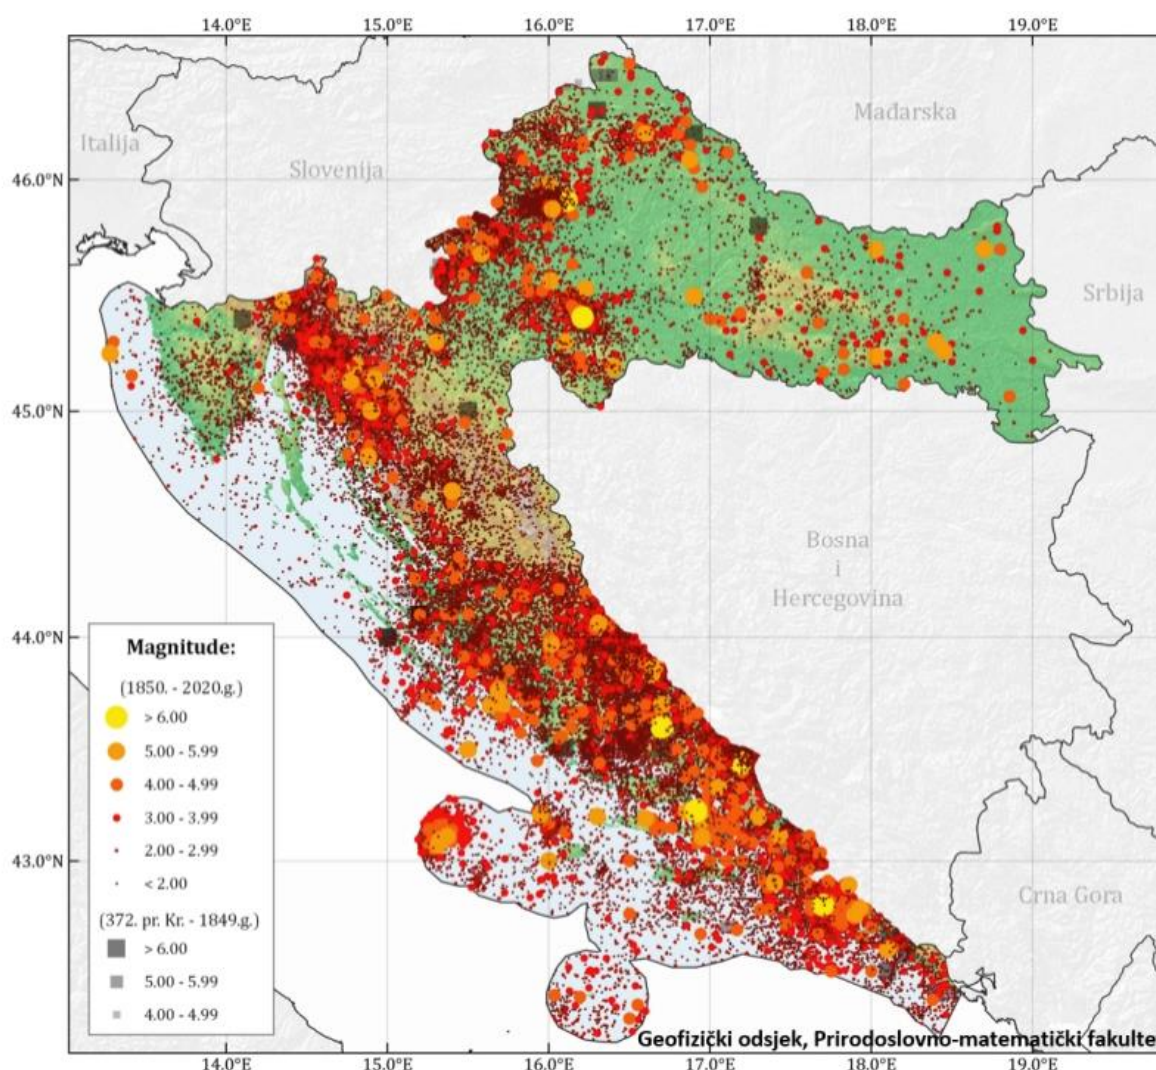 14.0°E 15.0°E 16.0°E 17.0°E 18.0°E 19.0°E
Mađarska
Italija
Slovenija
46.0°N
Srbija
45.0°N
Bosna
i
Hercegovina
44.0°N
Magnitude:
(1850. - 2020.g.)
> 6.00
5.00 - 5.99
4.00 - 4.99
3.00 - 3.99
2.00 - 2.99
< 2.00
(372. pr. Kr. - 1849.g.)
> 6.00
5.00 - 5.99
4.00 - 4.99
43.0°N
Crna Gora
Geofizički odsjek, Prirodoslovno-matematički fakulte
14.0°E 15.0°E 16.0°E 17.0°E 18.0°E 19.0°E